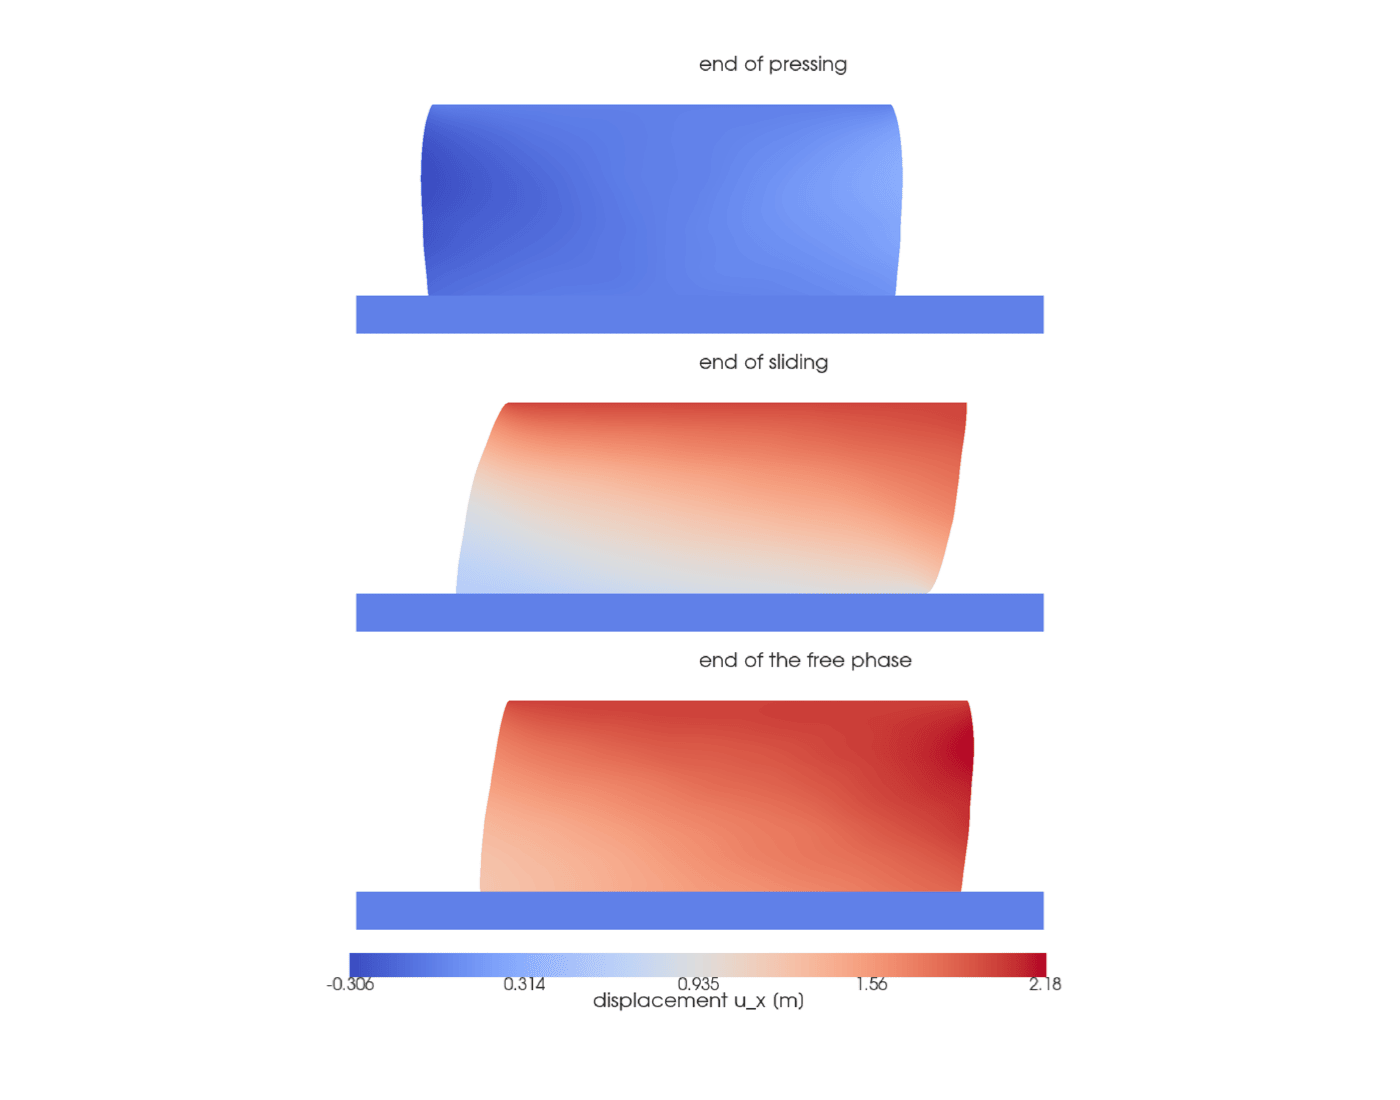 end of pressing
end of sliding
end of the free phase
-0.306 0.314 0.935 1.56 2.18
displacement u_x (m)